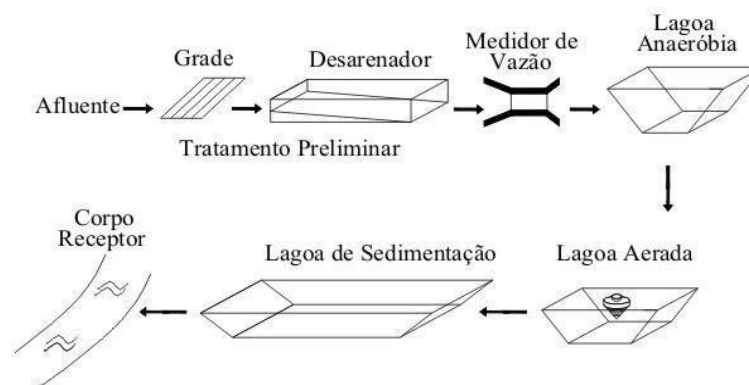 Grade
Desarenador
Medidor de
Vazão
Lagoa
Anaeróbia
Afluente
Tratamento Preliminar
Corpo
Receptor
Lagoa de Sedimentação
Lagoa Aerada